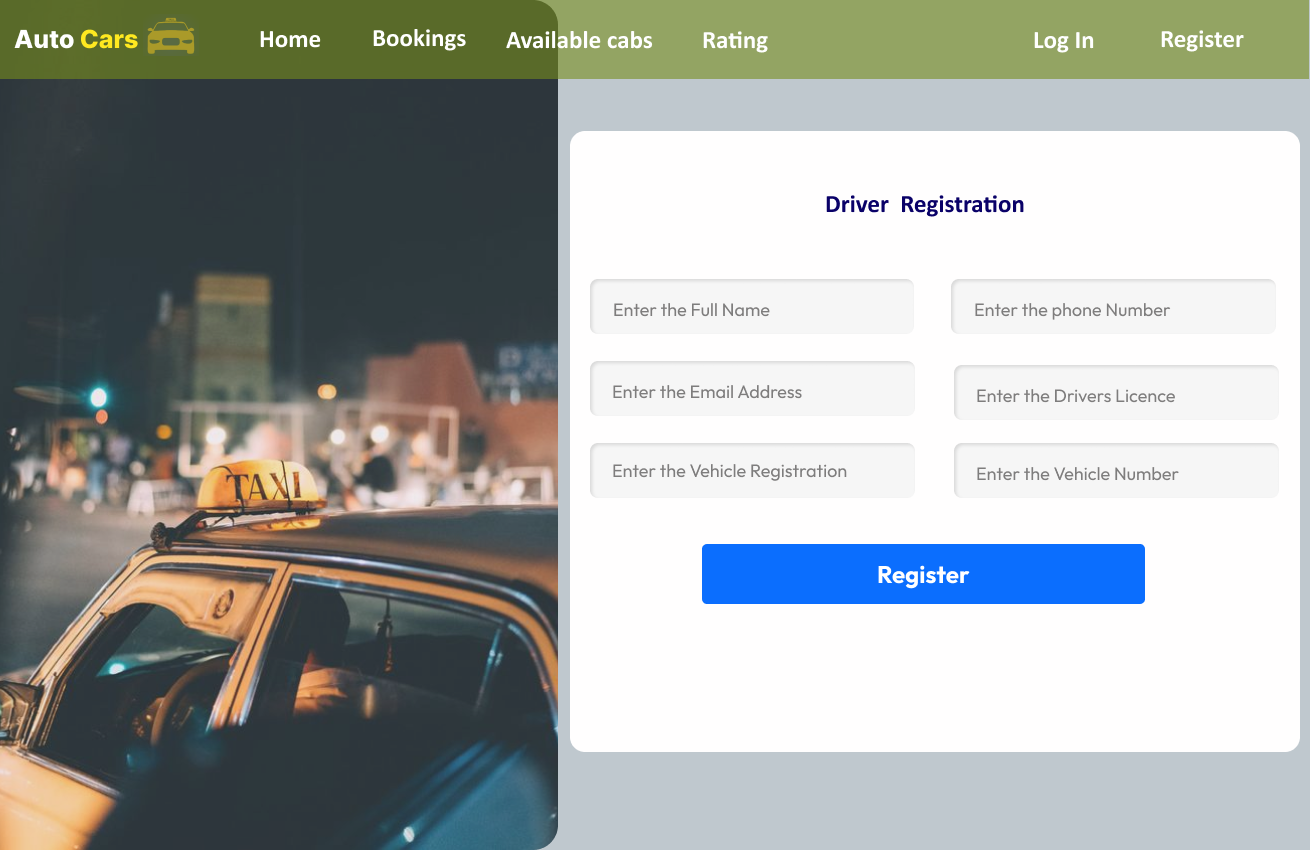 Auto Cars Home Bookings Available cabs Rating Log In Register
Driver Registration
Enter the Full Name Enter the phone Number
Enter the Email Address Enter the Drivers Licence
Enter the Vehicle Registration Enter the Vehicle Number
TAXI
Register